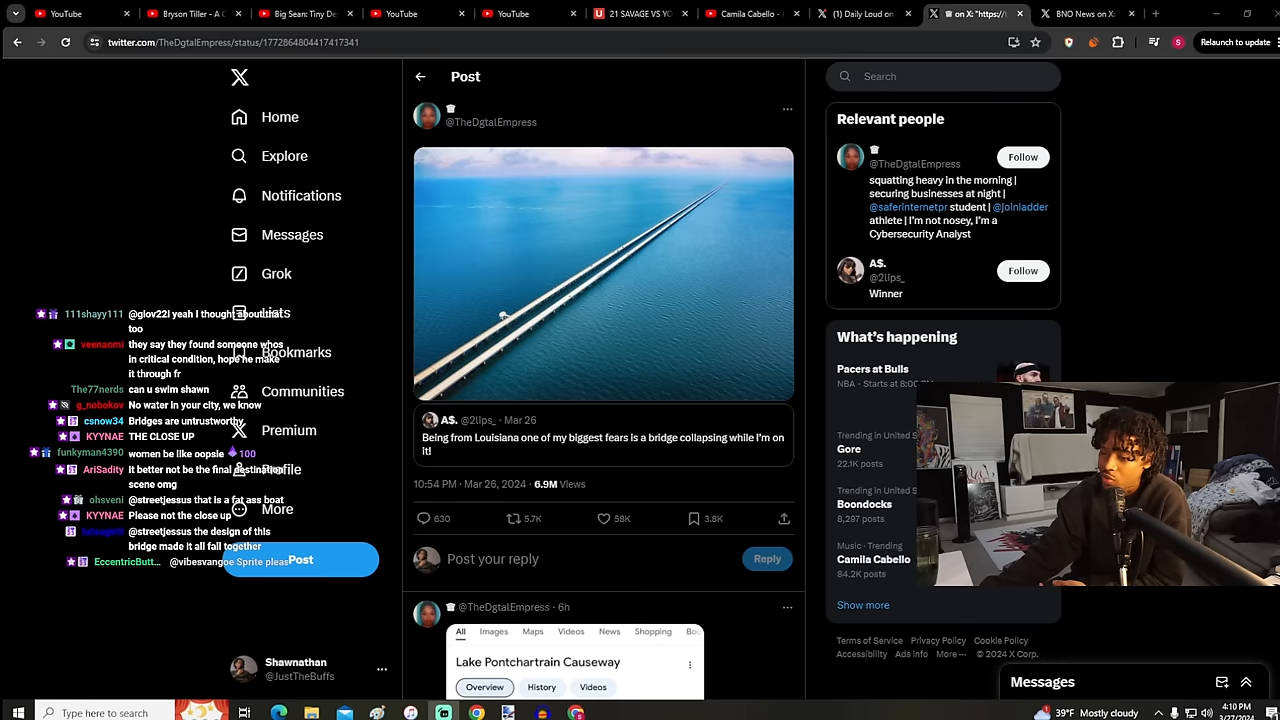 YouTube
Bryson Tiller - A C
Big Sean: Tiny De
YouTube
YouTube
21 SAVAGE VS YO
Camila Cabello -
(1) Daily Loud on
on X: "https://t
BNO News on X:
twitter.com/TheDgtalEmpress/status/1772864804417417341
S
Relaunch to update
Home
Explore
Notifications
Messages
Grok
Lists
Bookmarks
Communities
Premium
Profile
More
Post
111shayy111 @glov22l yeah I thought about that
too
veenaomi they say they found someone whos
in critical condition, hope he make
it through fr
The77nerds can u swim shawn
g_nobokov No water in your city, we know
csnow34 Bridges are untrustworthy
KYYNAE THE CLOSE UP
funkyman4390 women be like oopsie 100
AriSadity it better not be the final destination
scene omg
ohsveni @streetjessus that is a fat ass boat
KYYNAE Please not the close up
@streetjessus the design of this
bridge made it all fall together
EccentricButt... @vibesvangoe Sprite pleas
Shawnathan
@JustTheBuffs
Post
@TheDgtalEmpress
A$. @2lips_ · Mar 26
Being from Louisiana one of my biggest fears is a bridge collapsing while I'm on
it!
10:54 PM · Mar 26, 2024 · 6.9M Views
630
5.7K
58K
3.8K
Post your reply
Reply
@TheDgtalEmpress · 6h
All Images Maps Videos News Shopping Boo
Lake Pontchartrain Causeway
Overview
History
Videos
Search
Relevant people
@TheDgtalEmpress
Follow
squatting heavy in the morning |
securing businesses at night |
@saferinternetpr student | @joinladder
athlete | I'm not nosey, I'm a
Cybersecurity Analyst
A$.
@2lips_
Follow
Winner
What's happening
Pacers at Bulls
NBA · Starts at 8:00
Trending in United S
Gore
22.1K posts
Trending in United S
Boondocks
8,297 posts
Music · Trending
Camila Cabello
84.2K posts
Show more
Terms of Service Privacy Policy Cookie Policy
Accessibility Ads info More ··· © 2024 X Corp.
Messages
Type here to search
39°F Mostly cloudy
4:10 PM
3/27/2024